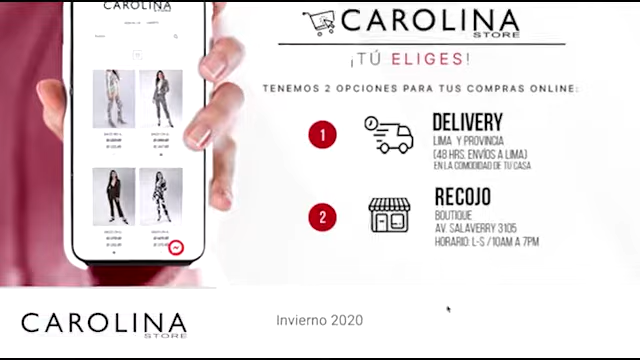 CAROLINA
STORE
CAROLINA
STORE
¡TÚ ELIGES!
TENEMOS 2 OPCIONES PARA TUS COMPRAS ONLINE:
1
DELIVERY
LIMA Y PROVINCIA
(48 HRS. ENVÍOS A LIMA)
EN LA COMODIDAD DE TU CASA
2
RECOJO
BOUTIQUE
AV. SALAVERRY 3105
HORARIO: L-S / 10AM A 7PM
CAROLINA
STORE
Invierno 2020